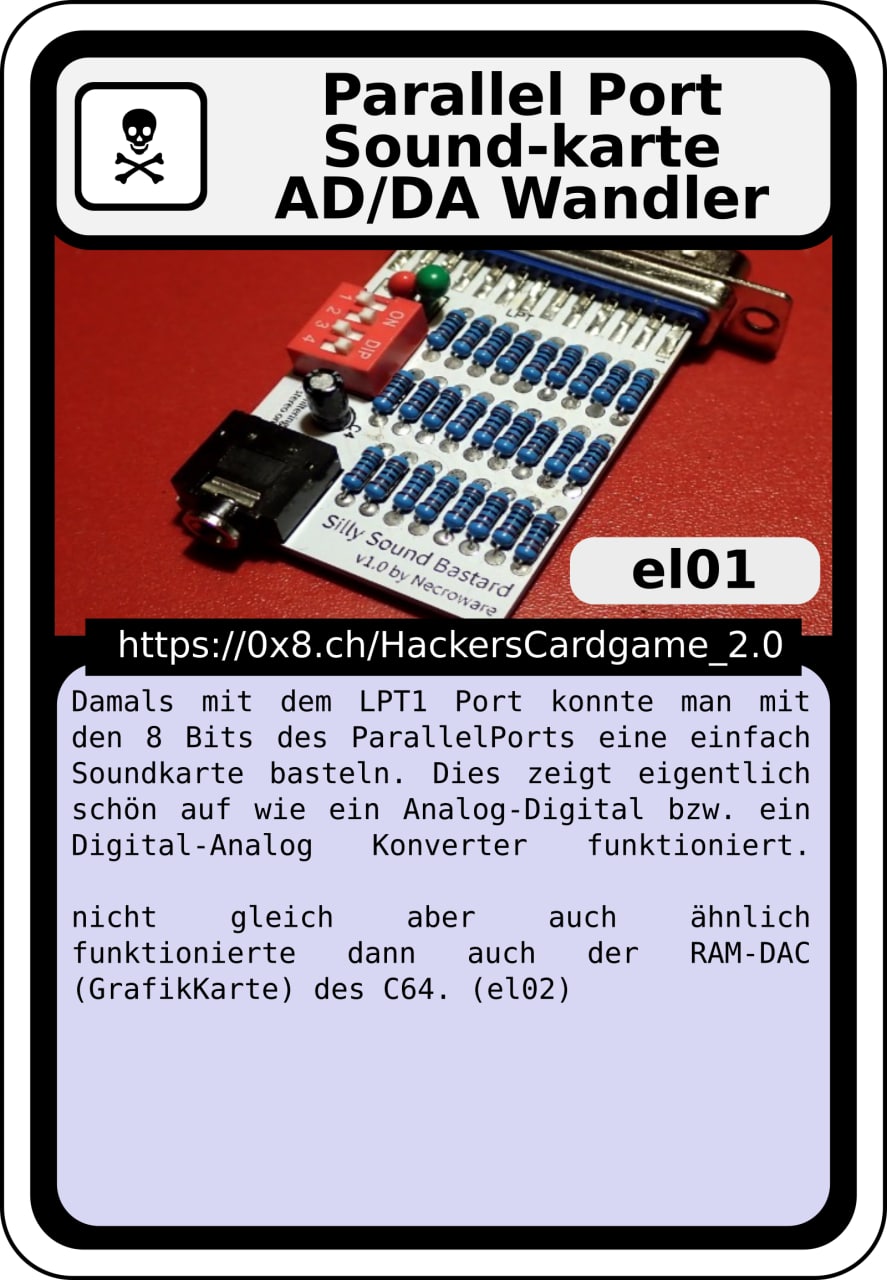 Parallel Port
Sound-karte
AD/DA Wandler
1 2 3 4
ON DIP
LPT
1
C4
Silly Sound Bastard
v1.0 by Necroware
el01
https://0x8.ch/HackersCardgame_2.0
Damals mit dem LPT1 Port konnte man mit
den 8 Bits des ParallelPorts eine einfach
Soundkarte basteln. Dies zeigt eigentlich
schön auf wie ein Analog-Digital bzw. ein
Digital-Analog Konverter funktioniert.
nicht gleich aber auch ähnlich
funktionierte dann auch der RAM-DAC
(GrafikKarte) des C64. (el02)